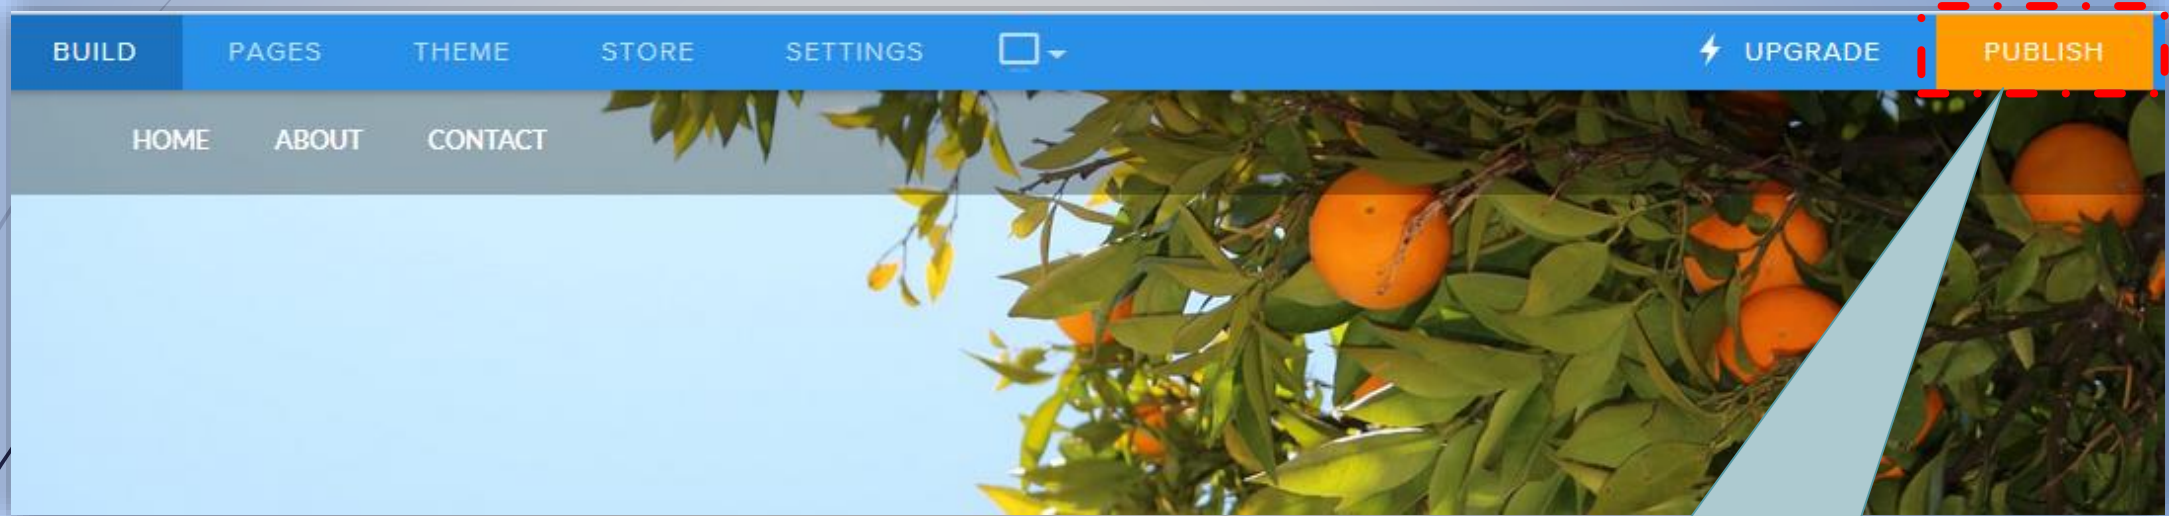 BUILD PAGES THEME STORE SETTINGS UPGRADE PUBLISH
HOME ABOUT CONTACT